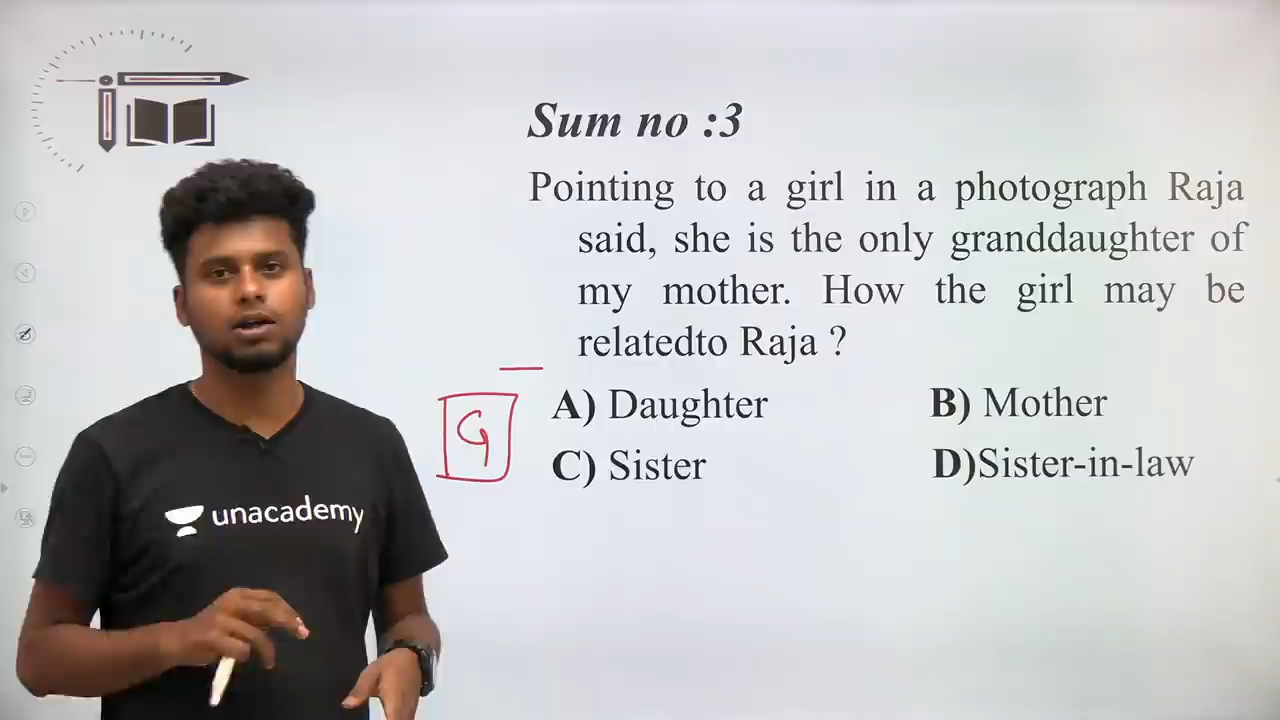 Sum no :3
Pointing to a girl in a photograph Raja
said, she is the only granddaughter of
my mother. How the girl may be
relatedto Raja ?
G
A) Daughter
B) Mother
C) Sister
D)Sister-in-law
unacademy